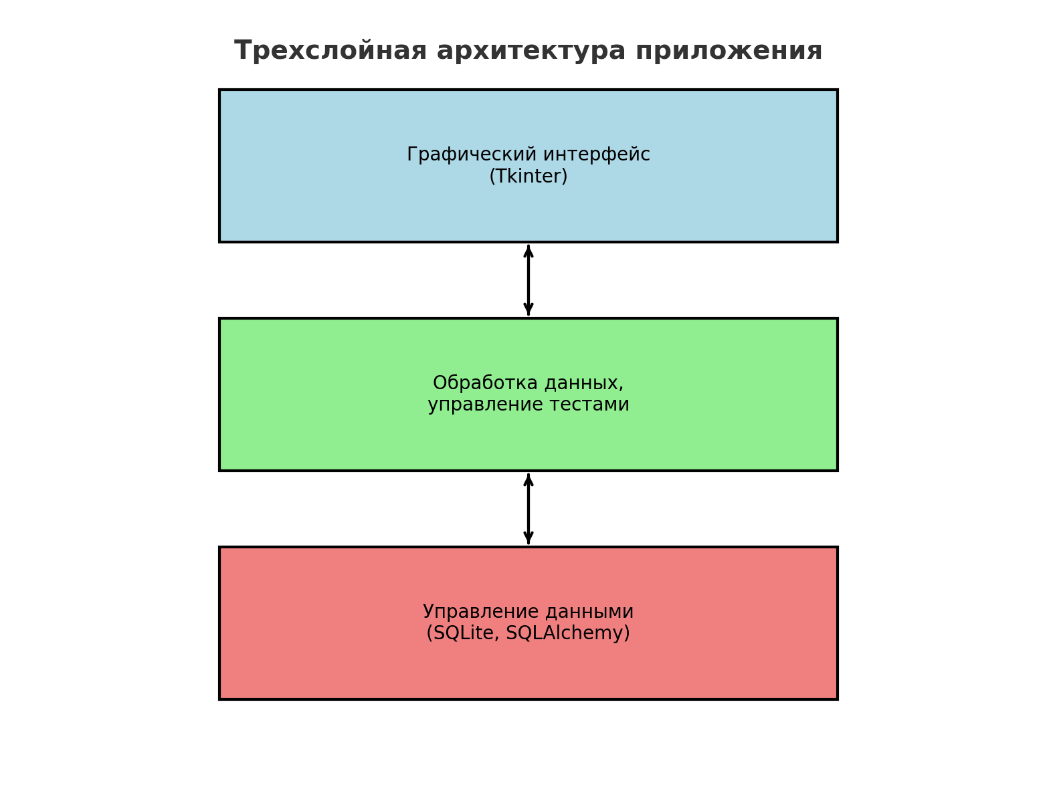 Трехслойная архитектура приложения
Графический интерфейс
(Tkinter)
Обработка данных,
управление тестами
Управление данными
(SQLite, SQLAlchemy)